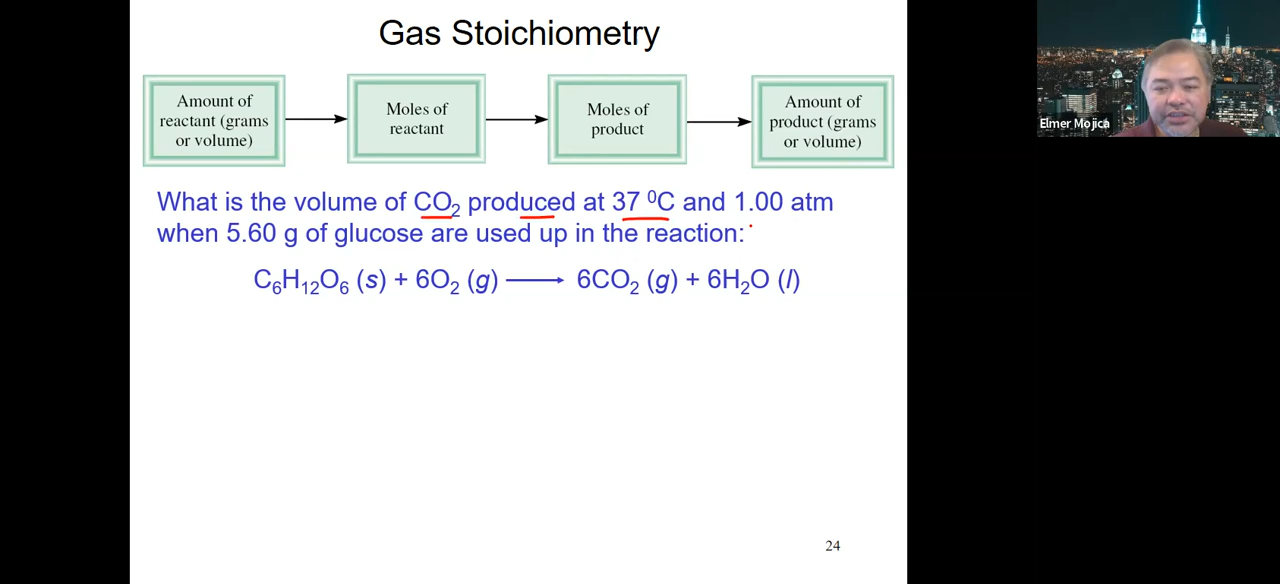 Gas Stoichiometry
Amount of
reactant (grams
or volume)
Moles of
reactant
Moles of
product
Amount of
product (grams
or volume)
What is the volume of CO₂ produced at 37 ⁰C and 1.00 atm
when 5.60 g of glucose are used up in the reaction:
C₆H₁₂O₆ (s) + 6O₂ (g) ⟶ 6CO₂ (g) + 6H₂O (l)
24
Elmer Mojica